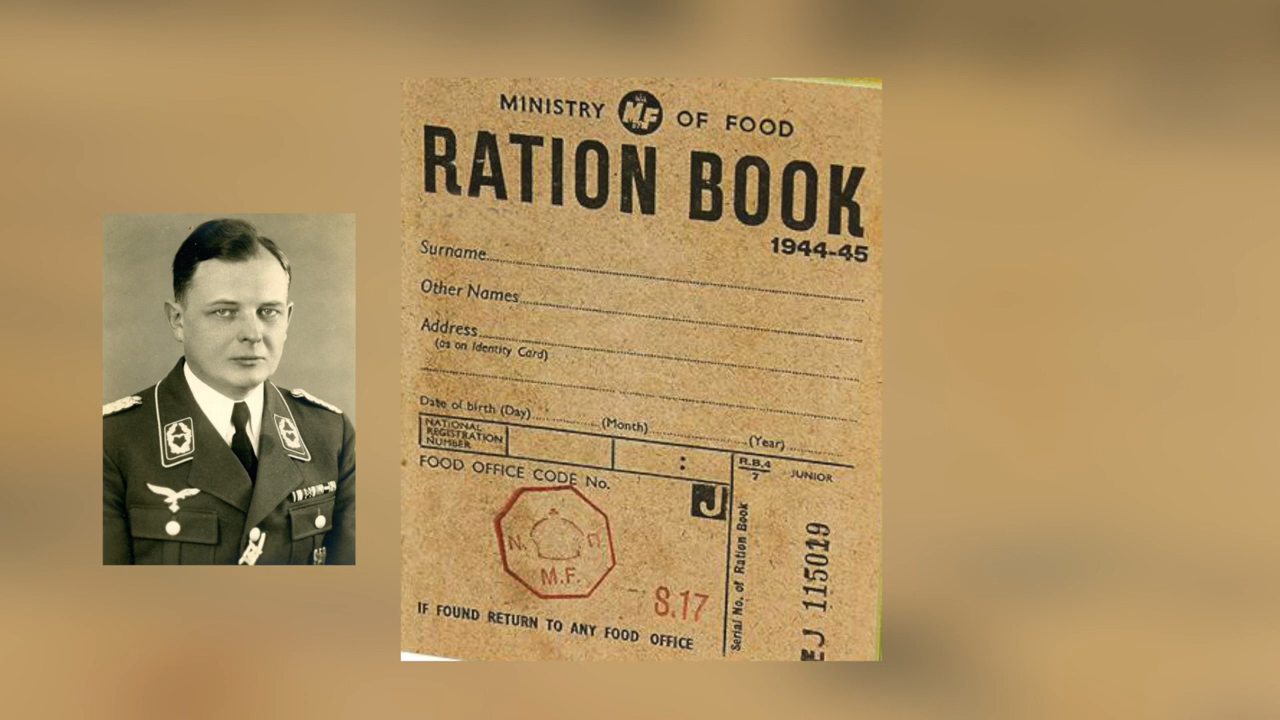 MINISTRY MF OF FOOD
RATION BOOK
1944-45
Surname
Other Names
Address
(as on Identity Card)
Date of birth (Day) (Month) (Year)
NATIONAL
REGISTRATION
NUMBER
:
R.B.4
7
JUNIOR
FOOD OFFICE CODE No.
J
N.
M.F.
S.17
Serial No. of Ration Book
EJ 115019
IF FOUND RETURN TO ANY FOOD OFFICE